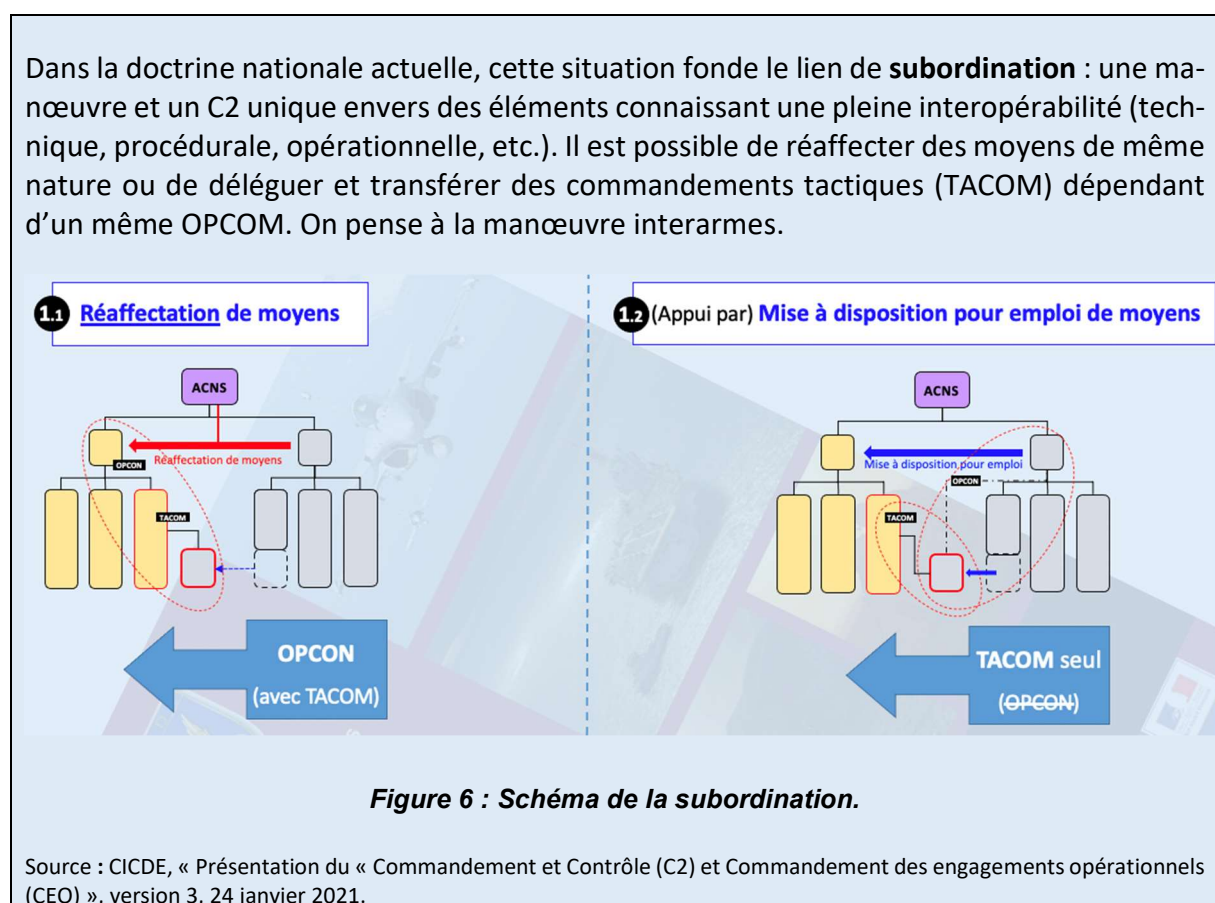 Dans la doctrine nationale actuelle, cette situation fonde le lien de subordination : une ma-
nœuvre et un C2 unique envers des éléments connaissant une pleine interopérabilité (tech-
nique, procédurale, opérationnelle, etc.). Il est possible de réaffecter des moyens de même
nature ou de déléguer et transférer des commandements tactiques (TACOM) dépendant
d’un même OPCOM. On pense à la manœuvre interarmes.
1.1 Réaffectation de moyens
ACNS
Réaffectation de moyens
OPCON
TACOM
OPCON
(avec TACOM)
1.2 (Appui par) Mise à disposition pour emploi de moyens
ACNS
Mise à disposition pour emploi
OPCON
TACOM
TACOM seul
(OPCON)
Figure 6 : Schéma de la subordination.
Source : CICDE, « Présentation du « Commandement et Contrôle (C2) et Commandement des engagements opérationnels
(CEO) », version 3, 24 janvier 2021.